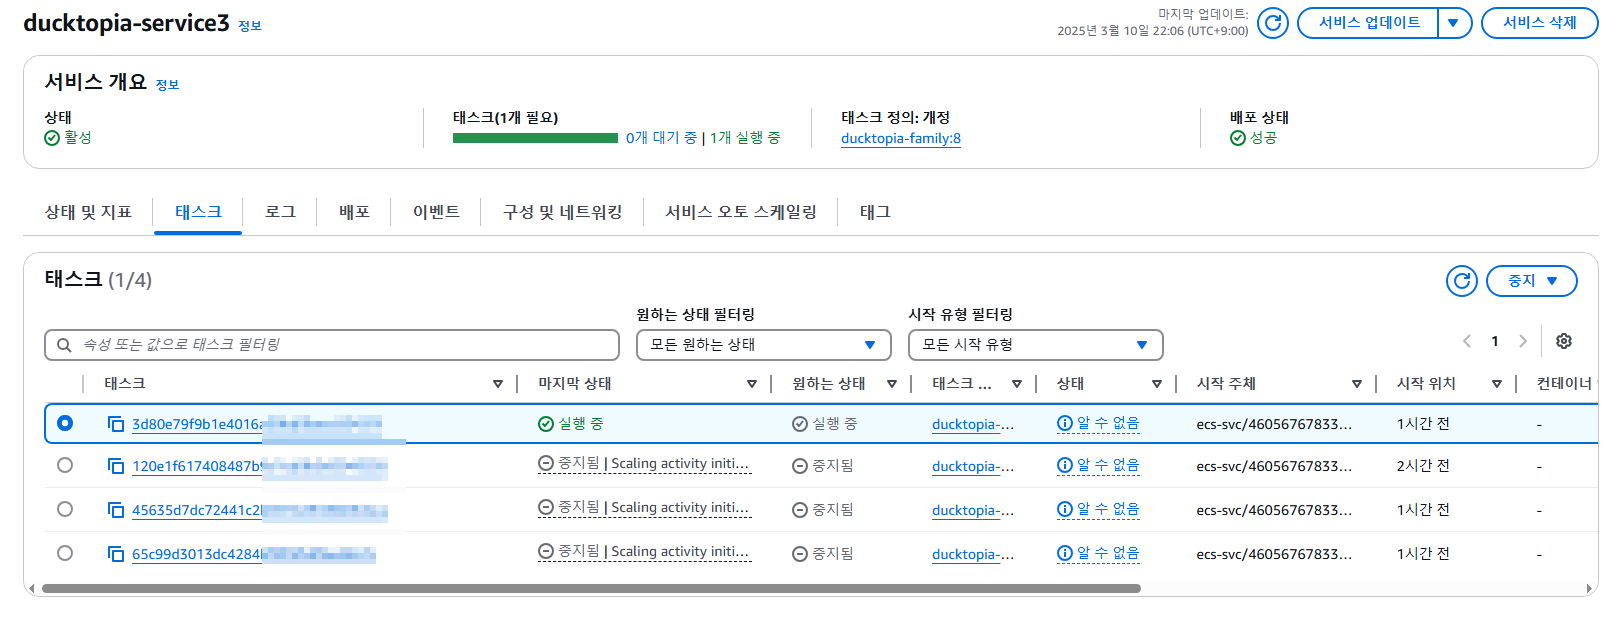 ducktopia-service3 정보
마지막 업데이트:
2025년 3월 10일 22:06 (UTC+9:00)
서비스 업데이트
서비스 삭제
서비스 개요 정보
상태
활성
태스크(1개 필요)
0개 대기 중 | 1개 실행 중
태스크 정의: 개정
ducktopia-family:8
배포 상태
성공
상태 및 지표 태스크 로그 배포 이벤트 구성 및 네트워킹 서비스 오토 스케일링 태그
태스크 (1/4)
중지
원하는 상태 필터링 시작 유형 필터링
속성 또는 값으로 태스크 필터링 모든 원하는 상태 모든 시작 유형 1
태스크 마지막 상태 원하는 상태 태스크 ... 상태 시작 주체 시작 위치 컨테이너
3d80e79f9b1e4016 실행 중 실행 중 ducktopia-... 알 수 없음 ecs-svc/46056767833... 1시간 전 -
120e1f617408487b 중지됨 | Scaling activity initi... 중지됨 ducktopia-... 알 수 없음 ecs-svc/46056767833... 2시간 전 -
45635d7dc72441c2 중지됨 | Scaling activity initi... 중지됨 ducktopia-... 알 수 없음 ecs-svc/46056767833... 1시간 전 -
65c99d3013dc4284 중지됨 | Scaling activity initi... 중지됨 ducktopia-... 알 수 없음 ecs-svc/46056767833... 1시간 전 -